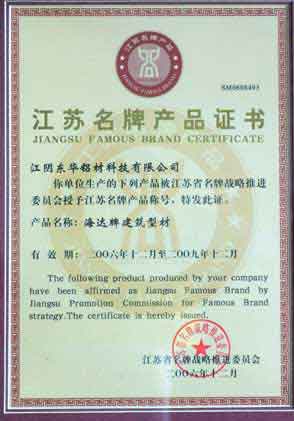 江苏名牌产品
SM0608493
江苏名牌产品证书
JIANGSU FAMOUS BRAND CERTIFICATE
江阴东华铝材科技有限公司
你单位生产的下列产品被江苏省名牌战略推进
委员会授予江苏名牌产品称号，特发此证。
产品名称：海达牌建筑型材
有效期：二〇〇六年十二月至二〇〇九年十二月
The following product produced by your company
have been affirmed as Jiangsu Famous Brand by
Jiangsu Promotion Commission for Famous Brand
strategy.The certificate is hereby issued.
江苏省名牌战略推进委员会
二〇〇六年十二月